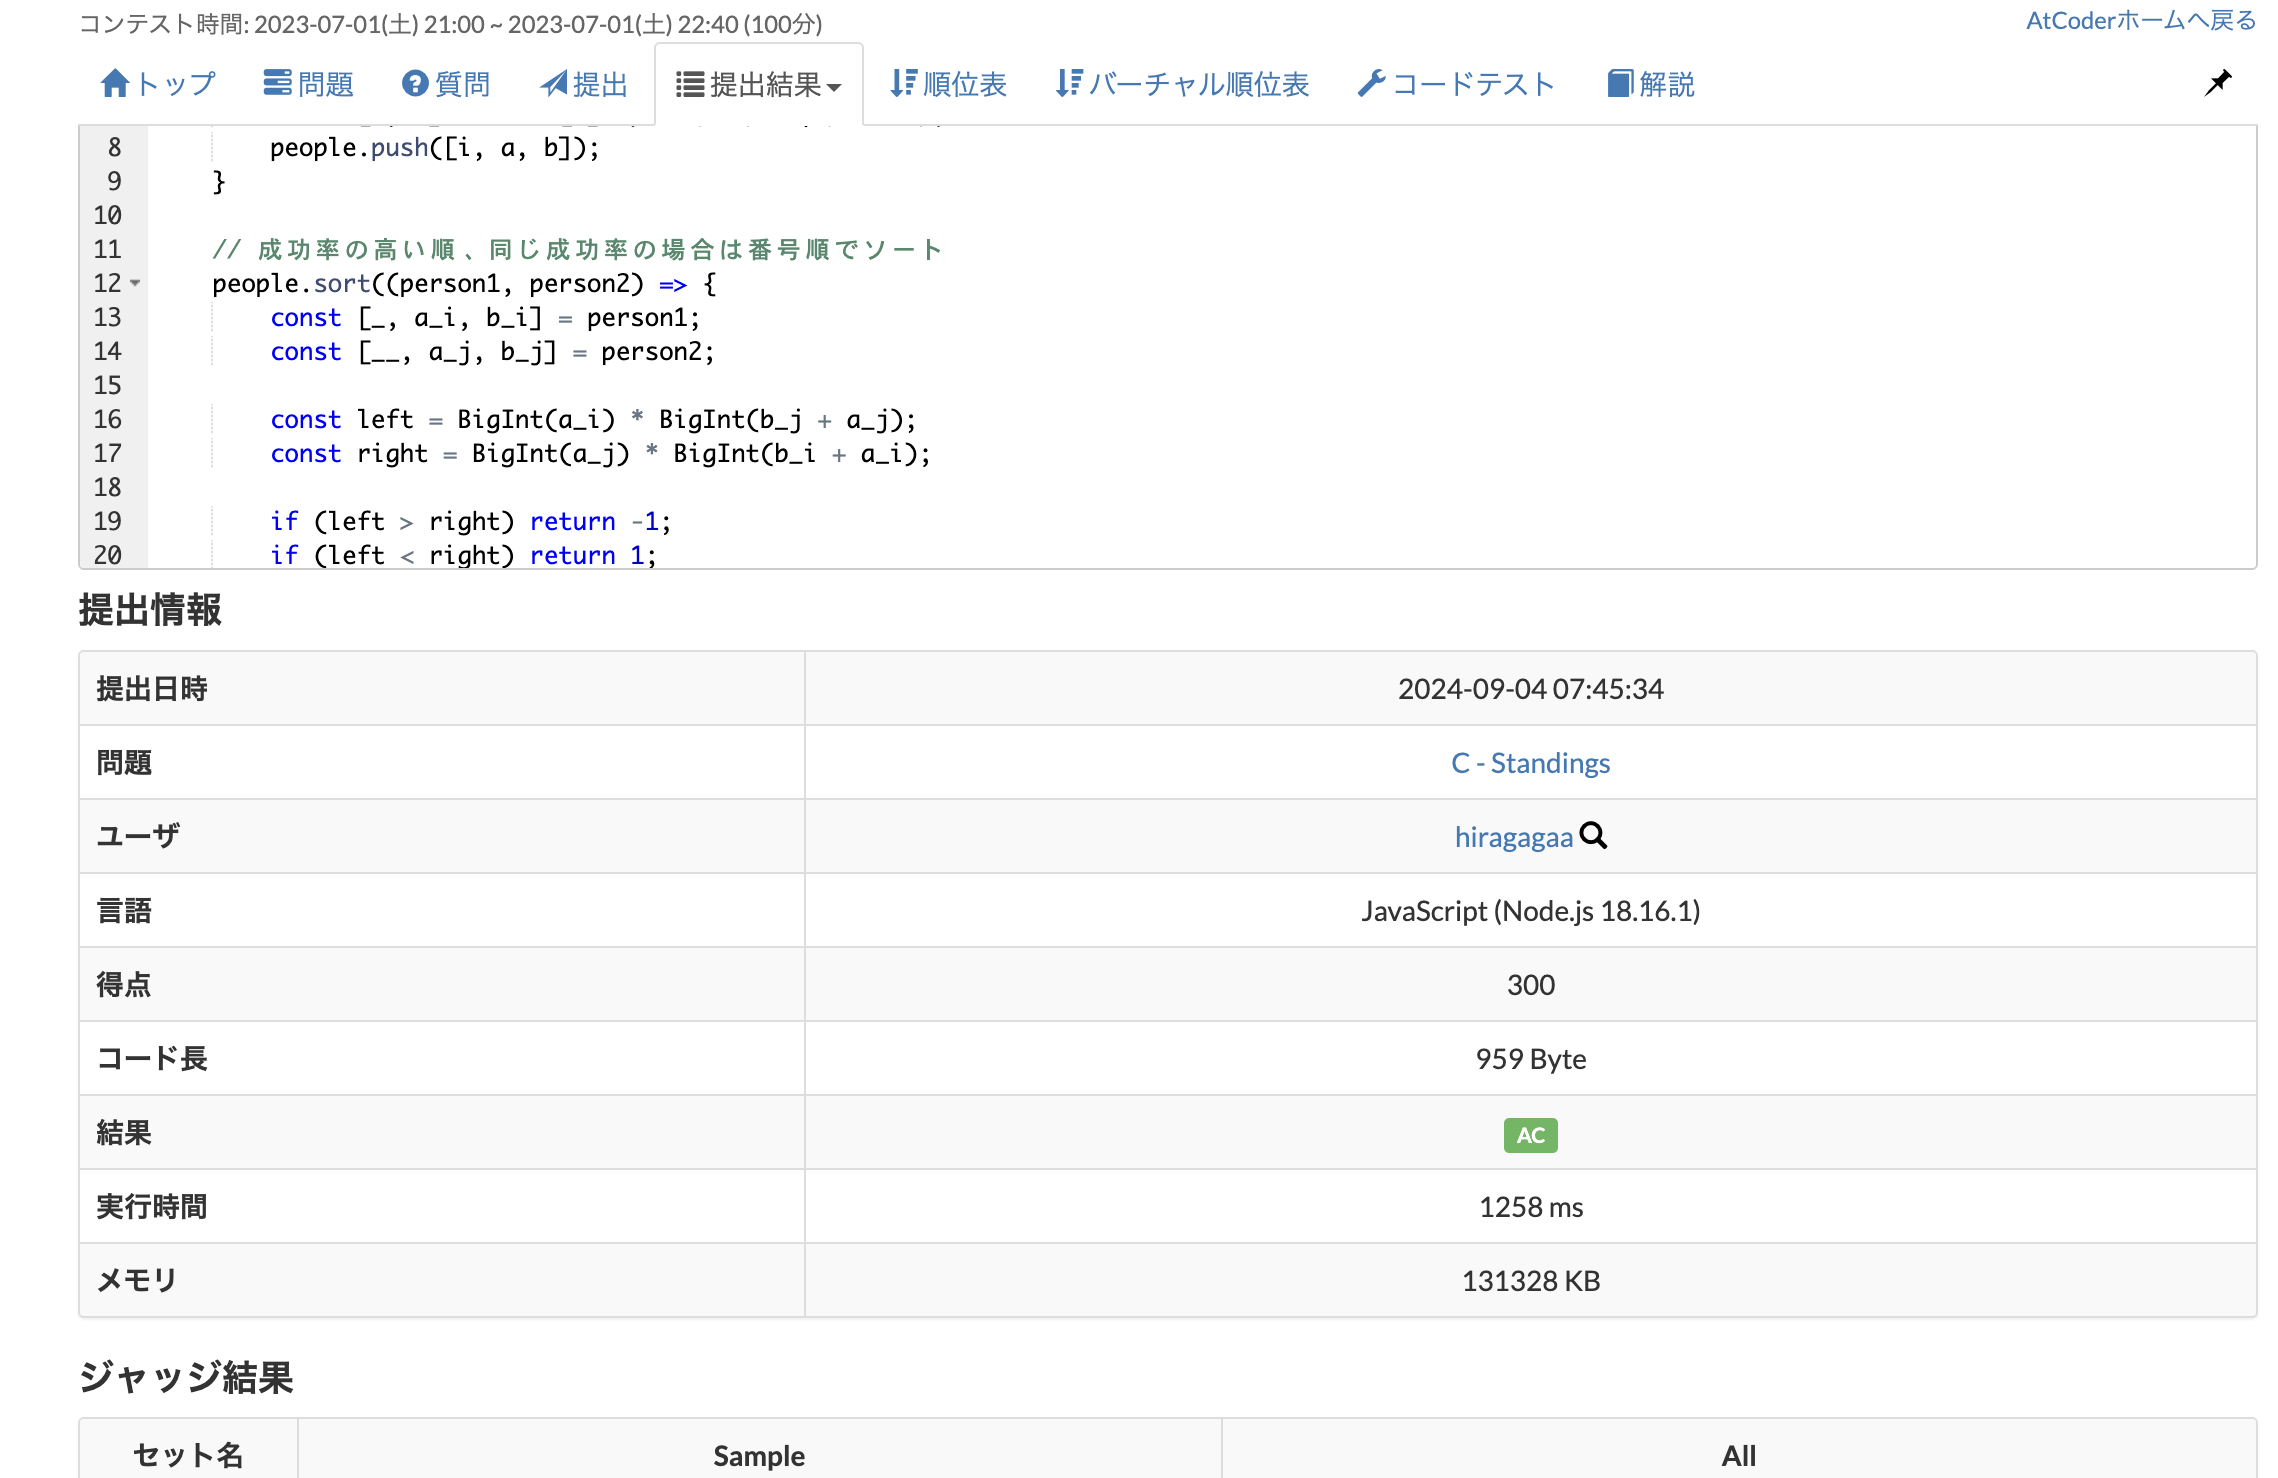 コンテスト時間: 2023-07-01(土) 21:00 ~ 2023-07-01(土) 22:40 (100分)
AtCoderホームへ戻る
トップ 問題 質問 提出 提出結果 順位表 バーチャル順位表 コードテスト 解説
8 people.push([i, a, b]);
9 }
10
11 // 成功率の高い順、同じ成功率の場合は番号順でソート
12 people.sort((person1, person2) => {
13 const [_, a_i, b_i] = person1;
14 const [__, a_j, b_j] = person2;
15
16 const left = BigInt(a_i) * BigInt(b_j + a_j);
17 const right = BigInt(a_j) * BigInt(b_i + a_i);
18
19 if (left > right) return -1;
20 if (left < right) return 1;
提出情報
提出日時 2024-09-04 07:45:34
問題 C - Standings
ユーザ hiragagaa
言語 JavaScript (Node.js 18.16.1)
得点 300
コード長 959 Byte
結果 AC
実行時間 1258 ms
メモリ 131328 KB
ジャッジ結果
セット名 Sample All